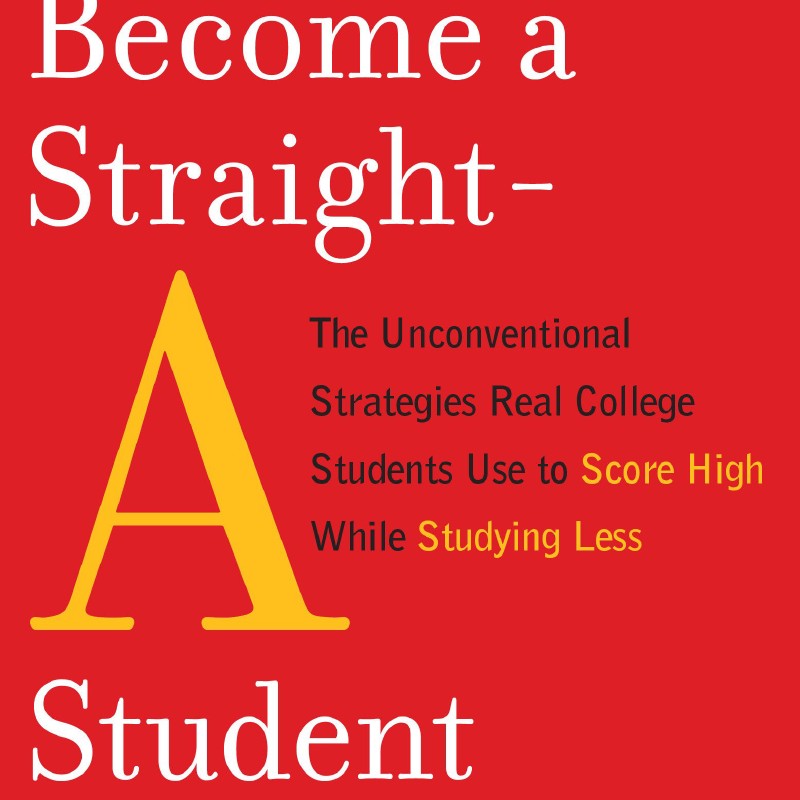 Become a
Straight-
A
The Unconventional
Strategies Real College
Students Use to Score High
While Studying Less
Student